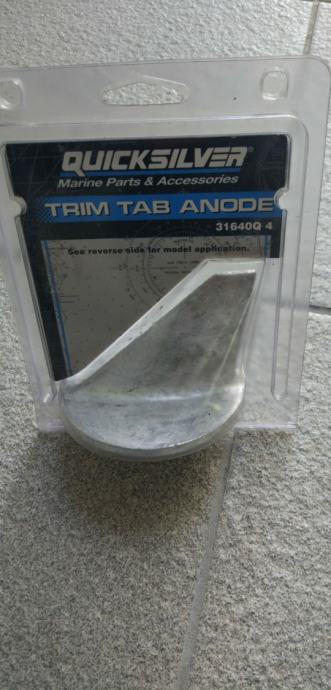 QUICKSILVER
Marine Parts & Accessories
TRIM TAB ANODE
31640Q 4
See reverse side for model application.